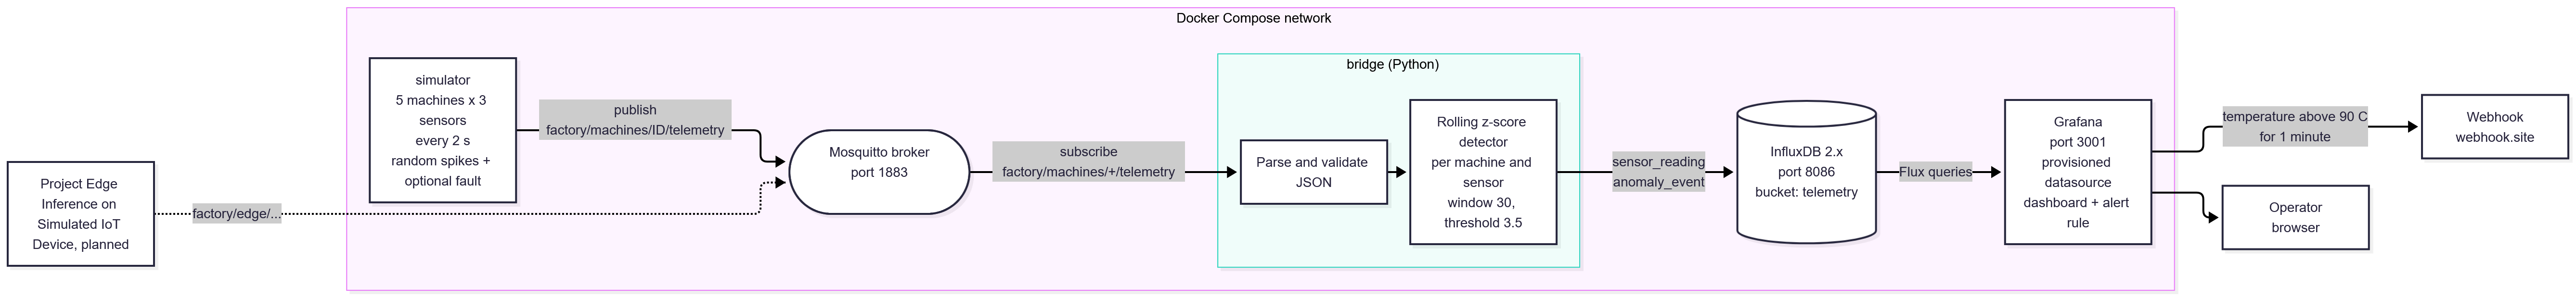 Docker Compose network
Project Edge
Inference on
Simulated IoT
Device, planned
factory/edge/...
simulator
5 machines x 3
sensors
every 2 s
random spikes +
optional fault
publish
factory/machines/ID/telemetry
Mosquitto broker
port 1883
subscribe
factory/machines/+/telemetry
bridge (Python)
Parse and validate
JSON
Rolling z-score
detector
per machine and
sensor
window 30,
threshold 3.5
sensor_reading
anomaly_event
InfluxDB 2.x
port 8086
bucket: telemetry
Flux queries
Grafana
port 3001
provisioned
datasource
dashboard + alert
rule
temperature above 90 C
for 1 minute
Webhook
webhook.site
Operator
browser